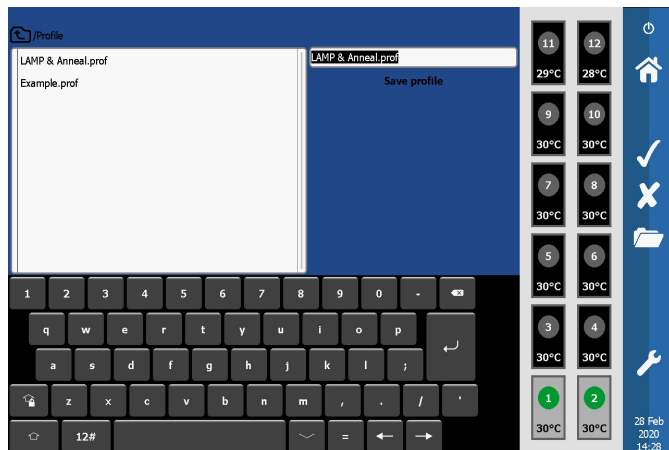 /Profile
LAMP & Anneal.prof
Example.prof
LAMP & Anneal.prof
Save profile
1 2 3 4 5 6 7 8 9 0 -
q w e r t y u i o p
a s d f g h j k l ;
z x c v b n m , . / '
12# =
11 12
29°C 28°C
9 10
30°C 30°C
7 8
30°C 30°C
5 6
30°C 30°C
3 4
30°C 30°C
1 2
30°C 30°C
28 Feb
2020
14:28